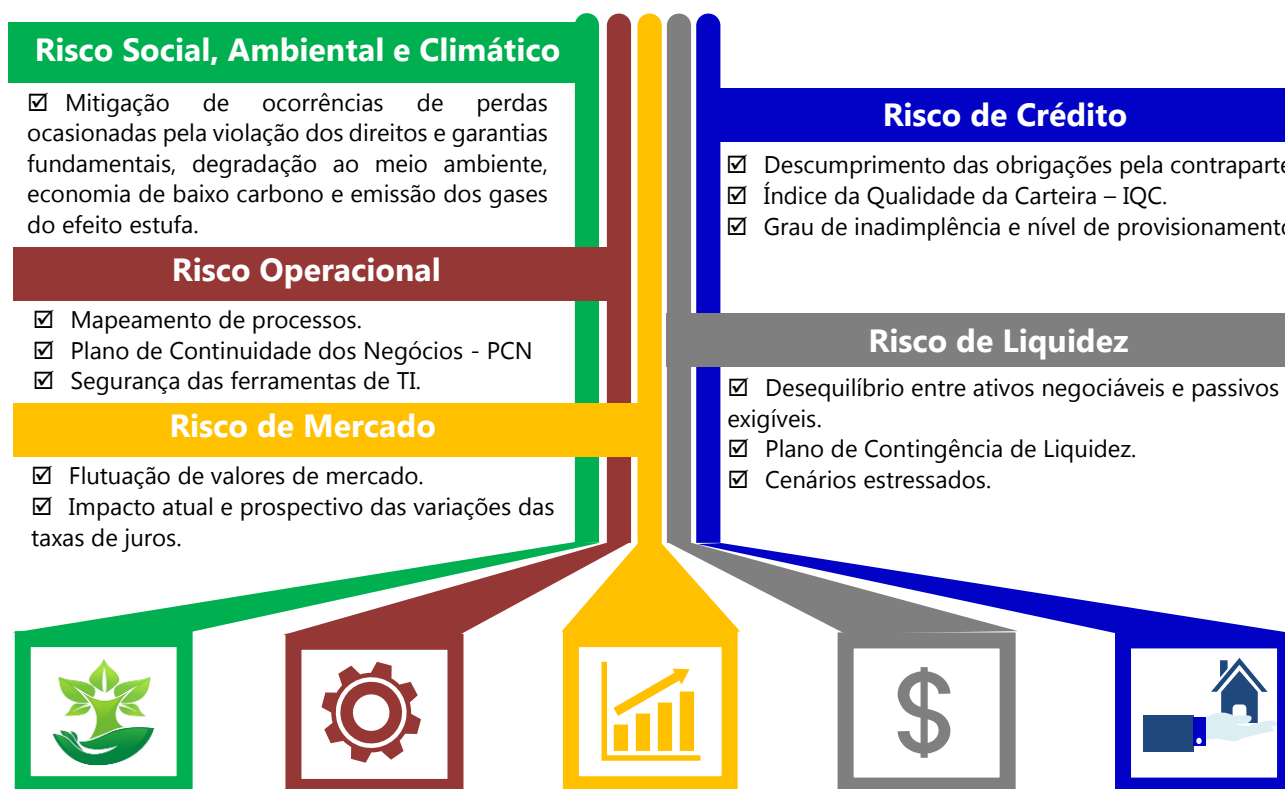 Risco Social, Ambiental e Climático
☑ Mitigação de ocorrências de perdas
ocasionadas pela violação dos direitos e garantias
fundamentais, degradação ao meio ambiente,
economia de baixo carbono e emissão dos gases
do efeito estufa.
Risco Operacional
☑ Mapeamento de processos.
☑ Plano de Continuidade dos Negócios - PCN
☑ Segurança das ferramentas de TI.
Risco de Mercado
☑ Flutuação de valores de mercado.
☑ Impacto atual e prospectivo das variações das
taxas de juros.
Risco de Crédito
☑ Descumprimento das obrigações pela contraparte
☑ Índice da Qualidade da Carteira – IQC.
☑ Grau de inadimplência e nível de provisionamento
Risco de Liquidez
☑ Desequilíbrio entre ativos negociáveis e passivos
exigíveis.
☑ Plano de Contingência de Liquidez.
☑ Cenários estressados.
$